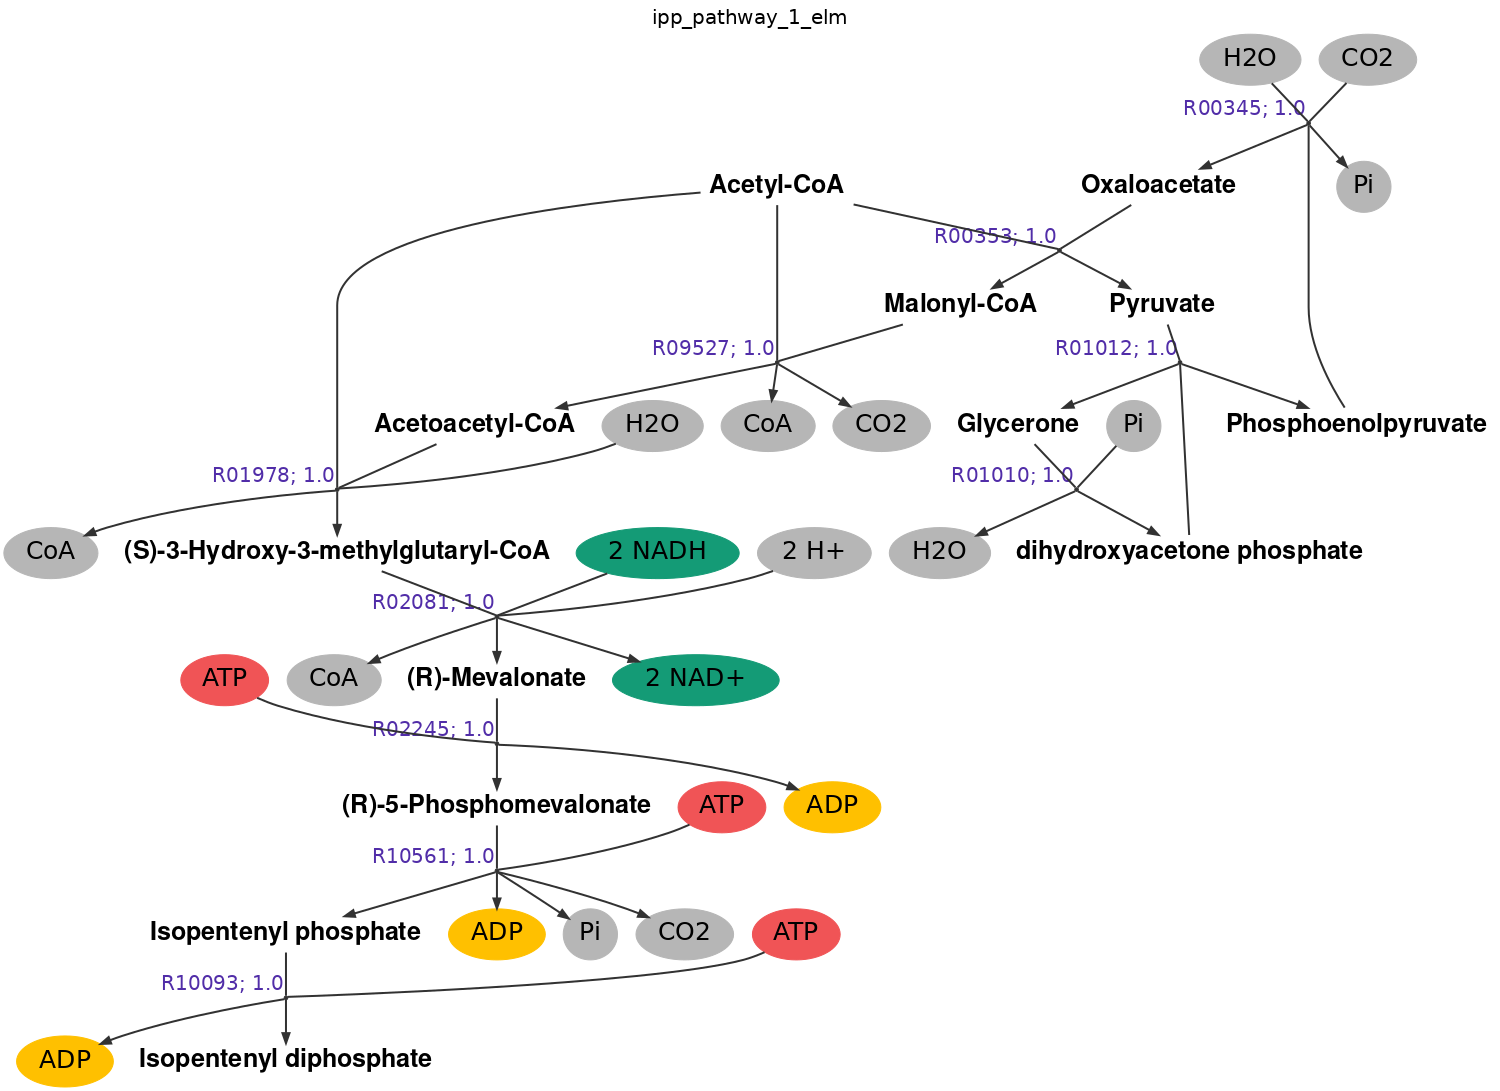 ipp_pathway_1_elm
H2O
CO2
R00345; 1.0
Acetyl-CoA
Oxaloacetate
Pi
R00353; 1.0
Malonyl-CoA
Pyruvate
R09527; 1.0
R01012; 1.0
Acetoacetyl-CoA
H2O
CoA
CO2
Glycerone
Pi
Phosphoenolpyruvate
R01978; 1.0
R01010; 1.0
CoA
(S)-3-Hydroxy-3-methylglutaryl-CoA
2 NADH
2 H+
H2O
dihydroxyacetone phosphate
R02081; 1.0
ATP
CoA
(R)-Mevalonate
2 NAD+
R02245; 1.0
(R)-5-Phosphomevalonate
ATP
ADP
R10561; 1.0
Isopentenyl phosphate
ADP
Pi
CO2
ATP
R10093; 1.0
ADP
Isopentenyl diphosphate